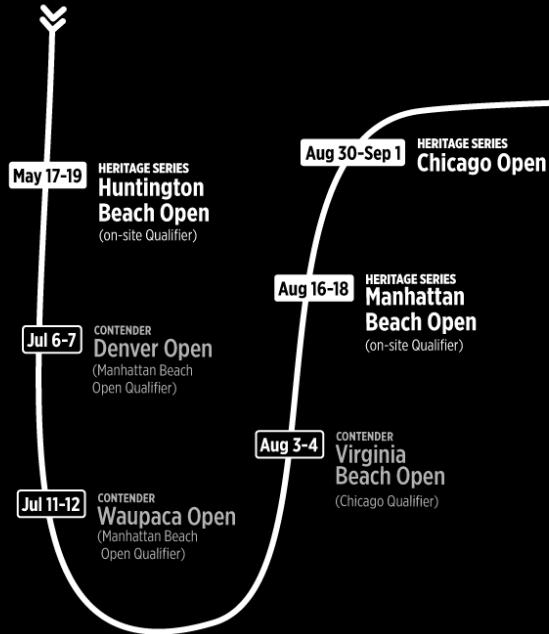 May 17-19
HERITAGE SERIES
Huntington
Beach Open
(on-site Qualifier)
Jul 6-7
CONTENDER
Denver Open
(Manhattan Beach
Open Qualifier)
Jul 11-12
CONTENDER
Waupaca Open
(Manhattan Beach
Open Qualifier)
Aug 3-4
CONTENDER
Virginia
Beach Open
(Chicago Qualifier)
Aug 16-18
HERITAGE SERIES
Manhattan
Beach Open
(on-site Qualifier)
Aug 30-Sep 1
HERITAGE SERIES
Chicago Open